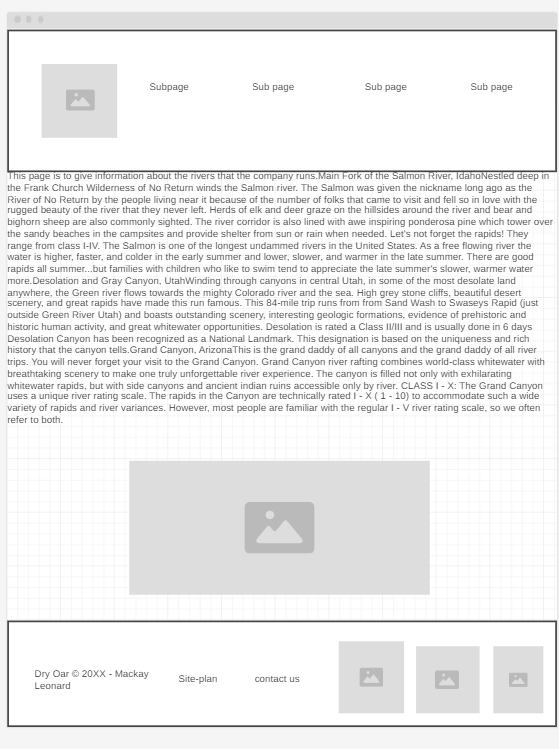 Subpage Sub page Sub page Sub page
This page is to give information about the rivers that the company runs.Main Fork of the Salmon River, IdahoNestled deep in
the Frank Church Wilderness of No Return winds the Salmon river. The Salmon was given the nickname long ago as the
River of No Return by the people living near it because of the number of folks that came to visit and fell so in love with the
rugged beauty of the river that they never left. Herds of elk and deer graze on the hillsides around the river and bear and
bighorn sheep are also commonly sighted. The river corridor is also lined with awe inspiring ponderosa pine which tower over
the sandy beaches in the campsites and provide shelter from sun or rain when needed. Let's not forget the rapids! They
range from class I-IV. The Salmon is one of the longest undammed rivers in the United States. As a free flowing river the
water is higher, faster, and colder in the early summer and lower, slower, and warmer in the late summer. There are good
rapids all summer...but families with children who like to swim tend to appreciate the late summer's slower, warmer water
more.Desolation and Gray Canyon, UtahWinding through canyons in central Utah, in some of the most desolate land
anywhere, the Green river flows towards the mighty Colorado river and the sea. High grey stone cliffs, beautiful desert
scenery, and great rapids have made this run famous. This 84-mile trip runs from from Sand Wash to Swaseys Rapid (just
outside Green River Utah) and boasts outstanding scenery, interesting geologic formations, evidence of prehistoric and
historic human activity, and great whitewater opportunities. Desolation is rated a Class II/III and is usually done in 6 days
Desolation Canyon has been recognized as a National Landmark. This designation is based on the uniqueness and rich
history that the canyon tells.Grand Canyon, ArizonaThis is the grand daddy of all canyons and the grand daddy of all river
trips. You will never forget your visit to the Grand Canyon. Grand Canyon river rafting combines world-class whitewater with
breathtaking scenery to make one truly unforgettable river experience. The canyon is filled not only with exhilarating
whitewater rapids, but with side canyons and ancient indian ruins accessible only by river. CLASS I - X: The Grand Canyon
uses a unique river rating scale. The rapids in the Canyon are technically rated I - X ( 1 - 10) to accommodate such a wide
variety of rapids and river variances. However, most people are familiar with the regular I - V river rating scale, so we often
refer to both.
Dry Oar © 20XX - Mackay
Leonard
Site-plan
contact us